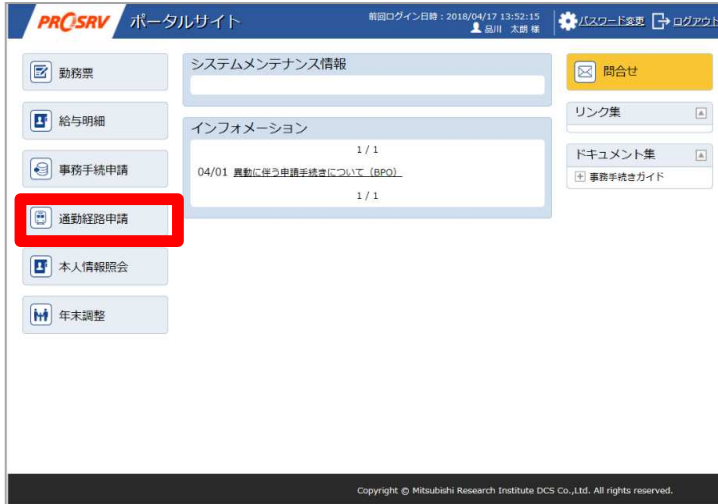 PROSRV ポータルサイト
前回ログイン日時：2018/04/17 13:52:15
品川 太朗 様
パスワード変更
ログアウト
勤務票
給与明細
事務手続申請
通勤経路申請
本人情報照会
年末調整
システムメンテナンス情報
インフォメーション
1 / 1
04/01 異動に伴う申請手続きについて（BPO）
1 / 1
問合せ
リンク集
ドキュメント集
事務手続きガイド
Copyright © Mitsubishi Research Institute DCS Co.,Ltd. All rights reserved.